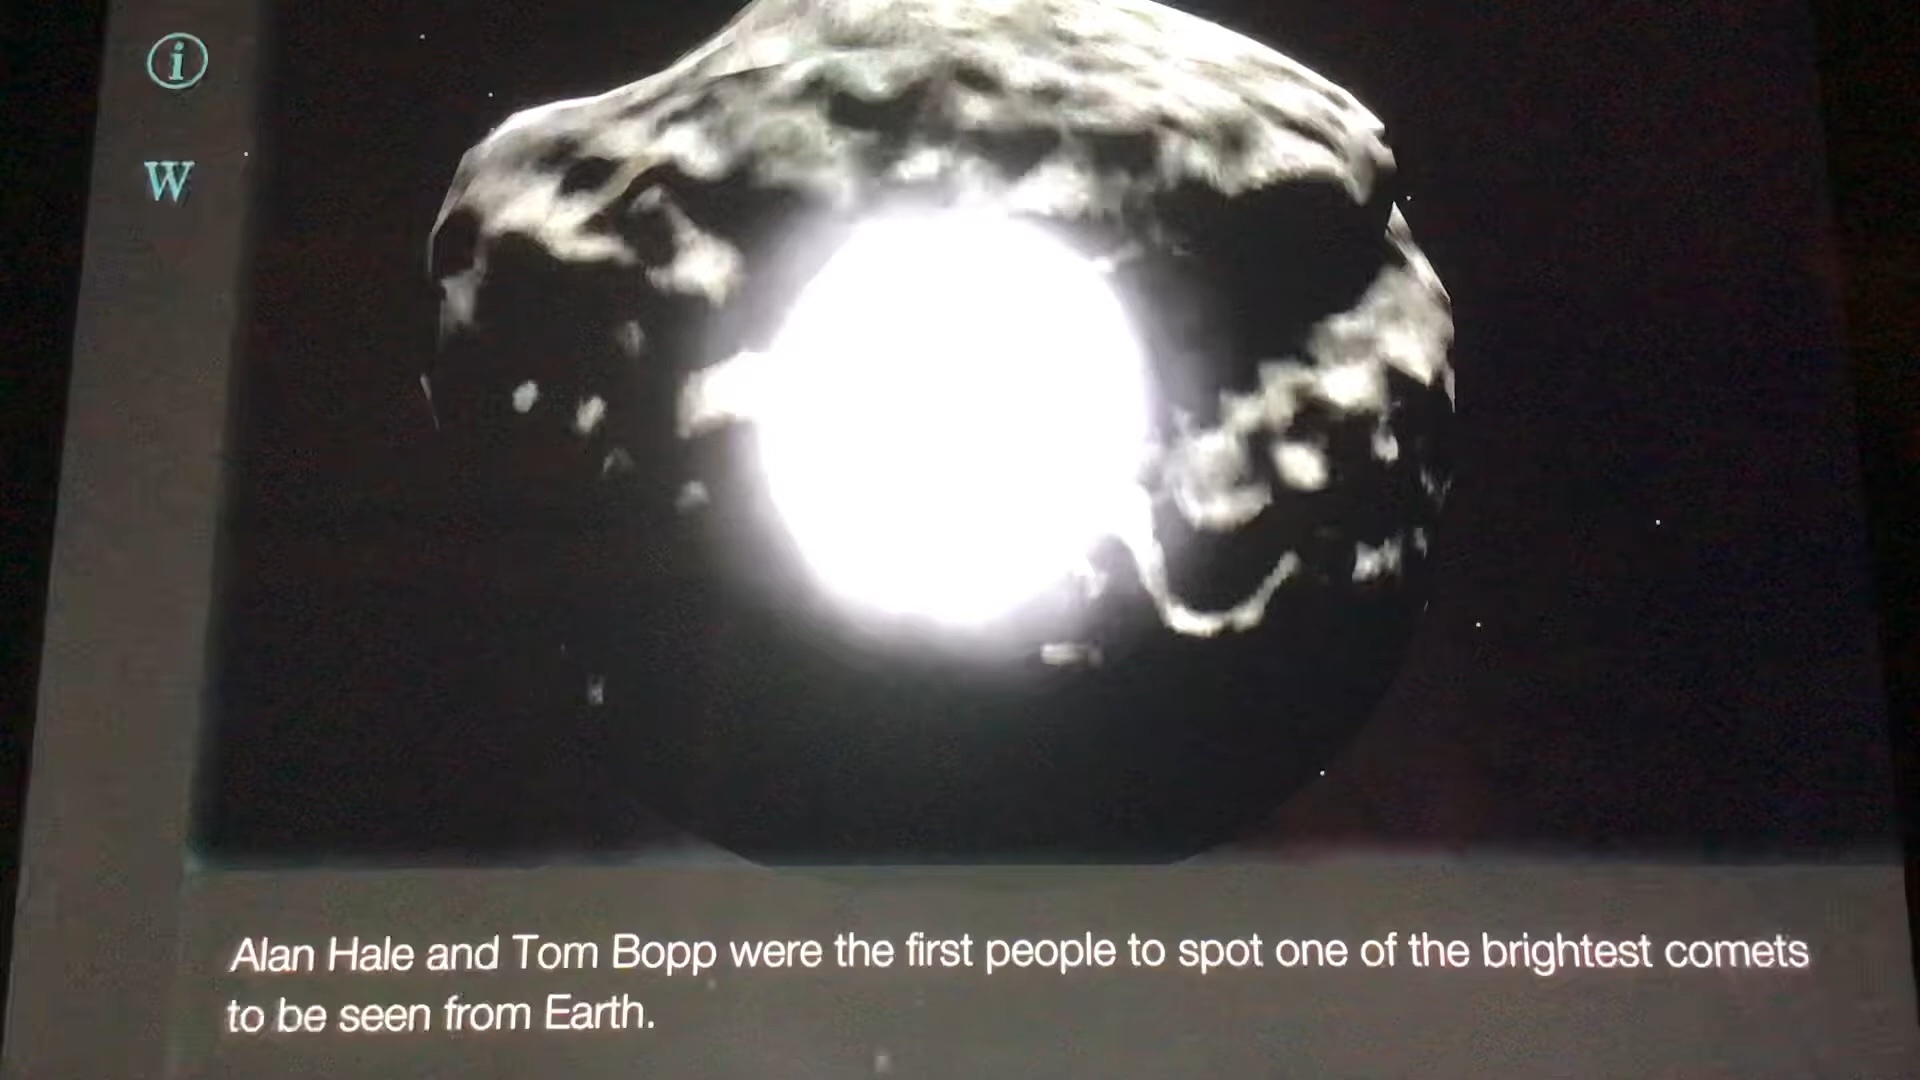 i
W
Alan Hale and Tom Bopp were the first people to spot one of the brightest comets
to be seen from Earth.